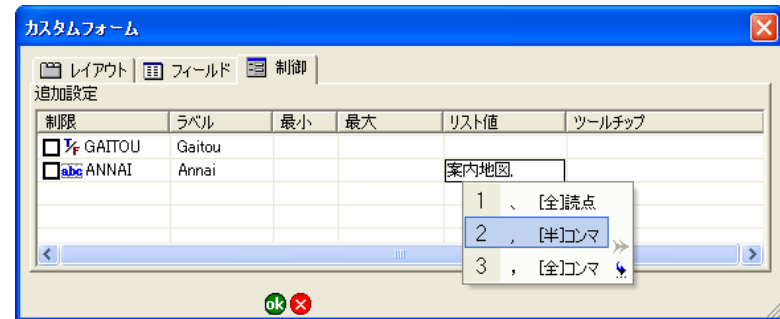 カスタムフォーム
レイアウト フィールド 制御
追加設定
制限 ラベル 最小 最大 リスト値 ツールチップ
T/F GAITOU Gaitou
abc ANNAI Annai 案内地図,
1 、 [全]読点
2 , [半]コンマ
3 ， [全]コンマ
ok